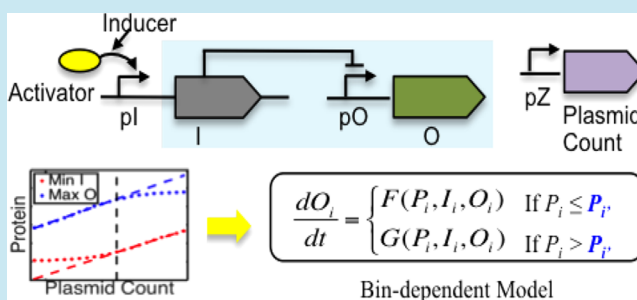 Inducer
Activator
pI
I
pO
O
pZ
Plasmid
Count
Min I
Max O
Protein
Plasmid Count
dO_i/dt = { F(P_i, I_i, O_i) If P_i ≤ P_i'
G(P_i, I_i, O_i) If P_i > P_i'
Bin-dependent Model